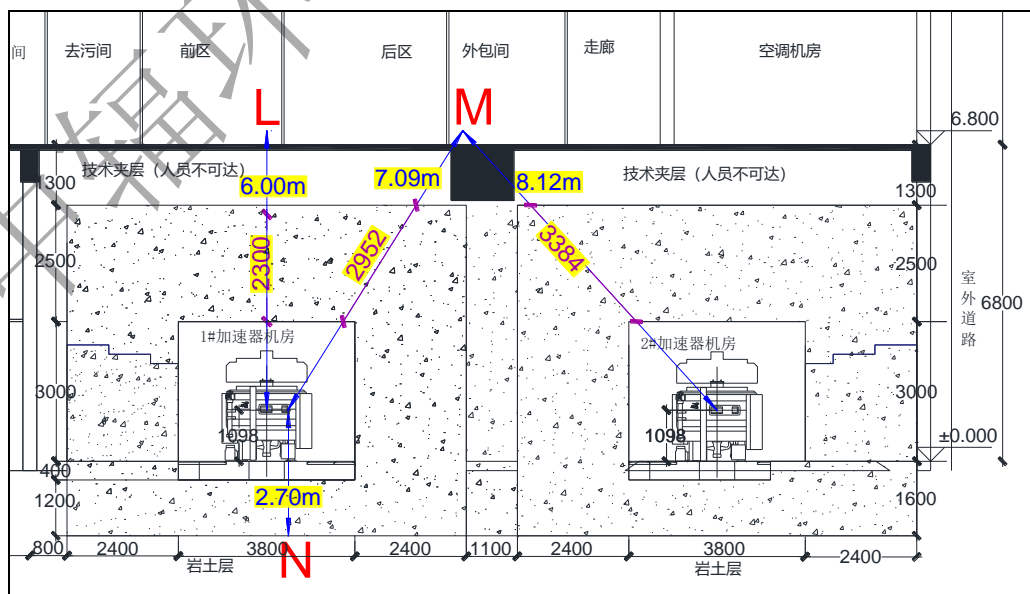 间
去污间
前区
后区
外包间
走廊
空调机房
L
M
6.800
技术夹层（人员不可达）
技术夹层（人员不可达）
1300
6.00m
7.09m
8.12m
1300
2300
2952
3384
2500
2500
室外道路
6800
1#加速器机房
2#加速器机房
3000
3000
1098
1098
±0.000
400
1200
2.70m
1600
800
2400
3800
2400
1100
2400
3800
2400
N
岩土层
岩土层
辐环